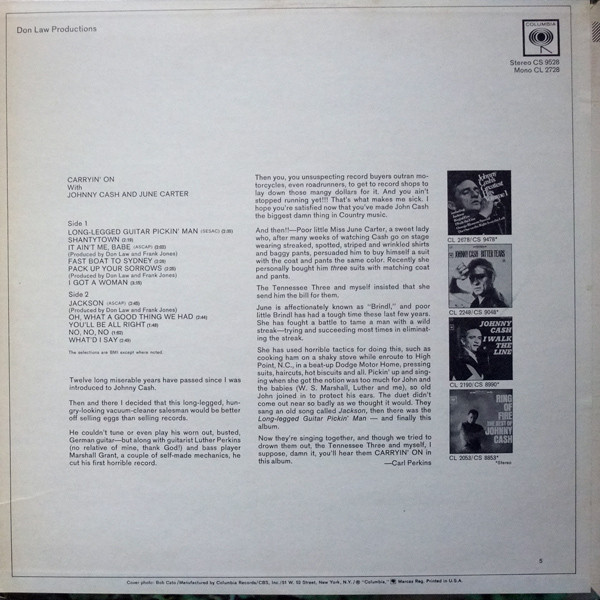 Don Law Productions
COLUMBIA
Stereo CS 9528
Mono CL 2728
CARRYIN' ON
With
JOHNNY CASH AND JUNE CARTER
Side 1
LONG-LEGGED GUITAR PICKIN' MAN (SESAC)
SHANTYTOWN
IT AIN'T ME, BABE (ASCAP)
(Produced by Don Law and Frank Jones)
FAST BOAT TO SYDNEY
PACK UP YOUR SORROWS
(Produced by Don Law and Frank Jones)
I GOT A WOMAN
Side 2
JACKSON (ASCAP)
(Produced by Don Law and Frank Jones)
OH, WHAT A GOOD THING WE HAD
YOU'LL BE ALL RIGHT
NO, NO, NO
WHAT'D I SAY
The selections are BMI except where noted.
Twelve long miserable years have passed since I was
introduced to Johnny Cash.
Then and there I decided that this long-legged, hun-
gry-looking vacuum-cleaner salesman would be better
off selling eggs than selling records.
He couldn't tune or even play his worn out, busted,
German guitar—but along with guitarist Luther Perkins
(no relative of mine, thank God!) and bass player
Marshall Grant, a couple of self-made mechanics, he
cut his first horrible record.
Then you, you unsuspecting record buyers outran mo-
torcycles, even roadrunners, to get to record shops to
lay down those mangy dollars for it. And you ain't
stopped running yet!!! That's what makes me sick. I
hope you're satisfied now that you've made John Cash
the biggest damn thing in Country music.
And then!!—Poor little Miss June Carter, a sweet lady
who, after many weeks of watching Cash go on stage
wearing streaked, spotted, striped and wrinkled shirts
and baggy pants, persuaded him to buy himself a suit
with the coat and pants the same color. Recently she
personally bought him three suits with matching coat
and pants.
The Tennessee Three and myself insisted that she
send him the bill for them.
June is affectionately known as "Brindl," and poor
little Brindl has had a tough time these last few years.
She has fought a battle to tame a man with a wild
streak—trying and succeeding most times in eliminat-
ing the streak.
She has used horrific tactics for doing this, such as
cooking ham on a shaky stove while enroute to High
Point, N.C., in a beat-up Dodge Motor Home, pressing
suits, haircuts, hot biscuits and all. Pickin' up and sing-
ing when she got the notion was too much for John and
the babies (W. S. Marshall, Luther and me), so old
John joined in to protect his ears. The duet didn't
come out near so badly as we thought it would. They
sang an old song called Jackson, then there was the
Long-legged Guitar Pickin' Man — and finally this
album.
Now they're singing together, and though we tried to
drown them out, the Tennessee Three and myself, I
suppose, damn it, you'll hear them CARRYIN' ON in
this album.
—Carl Perkins
Johnny
Cash's
Greatest
Hits
Volume 1
CL 2678/CS 9478*
JOHNNY CASH BITTER TEARS
CL 2248/CS 9048*
JOHNNY
CASH
I WALK
THE
LINE
CL 2190/CS 8990*
RING
OF
FIRE
THE BEST OF
JOHNNY
CASH
CL 2053/CS 8853*
*Stereo
8
Cover photo: Bob Cato/Manufactured by Columbia Records/CBS, Inc./51 W. 52 Street, New York, N.Y./® "Columbia," Marcas Reg. Printed in U.S.A.